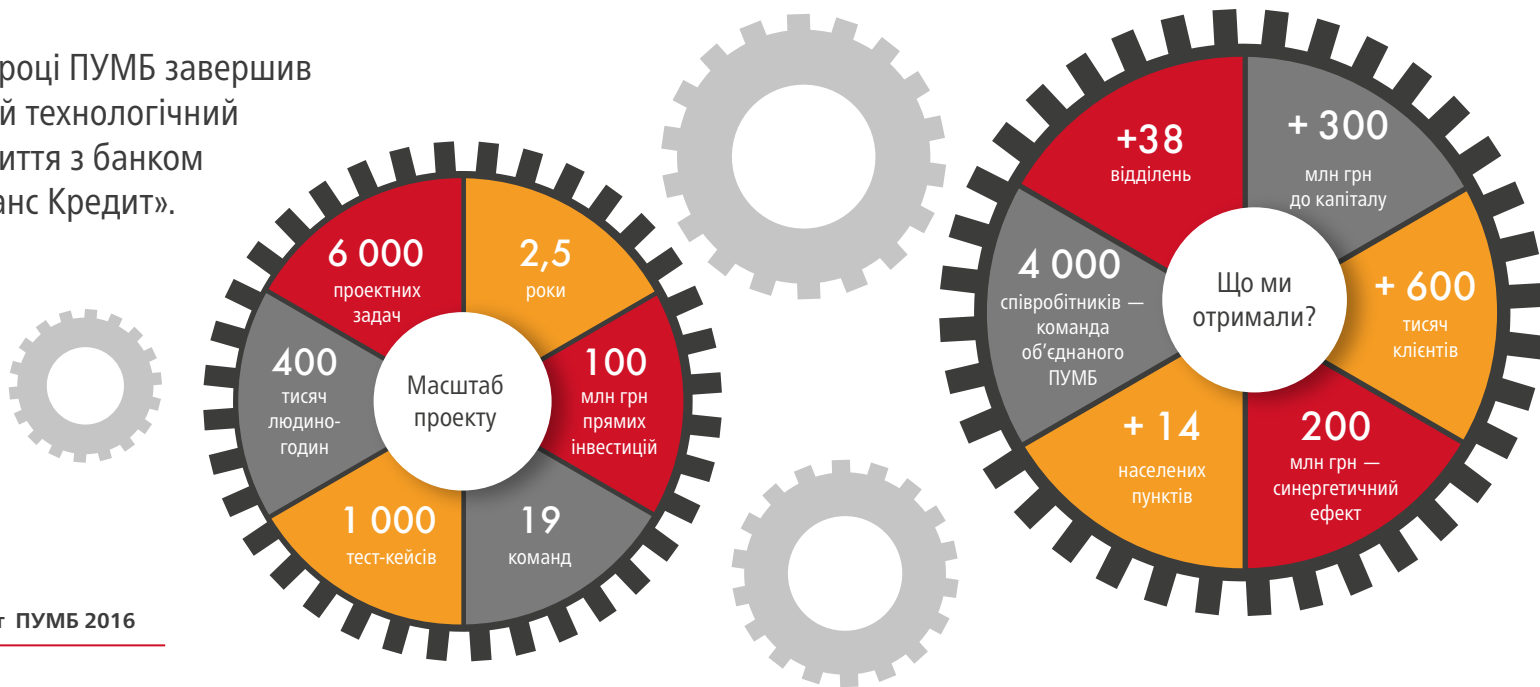 році ПУМБ завершив
й технологічний
иття з банком
анс Кредит».
6 000
проектних
задач
2,5
роки
100
млн грн
прямих
інвестицій
19
команд
1 000
тест-кейсів
400
тисяч
людино-
годин
Масштаб
проекту
+38
відділень
+ 300
млн грн
до капіталу
+ 600
тисяч
клієнтів
200
млн грн —
синергетичний
ефект
+ 14
населених
пунктів
4 000
співробітників —
команда
об’єднаного
ПУМБ
Що ми
отримали?
т ПУМБ 2016